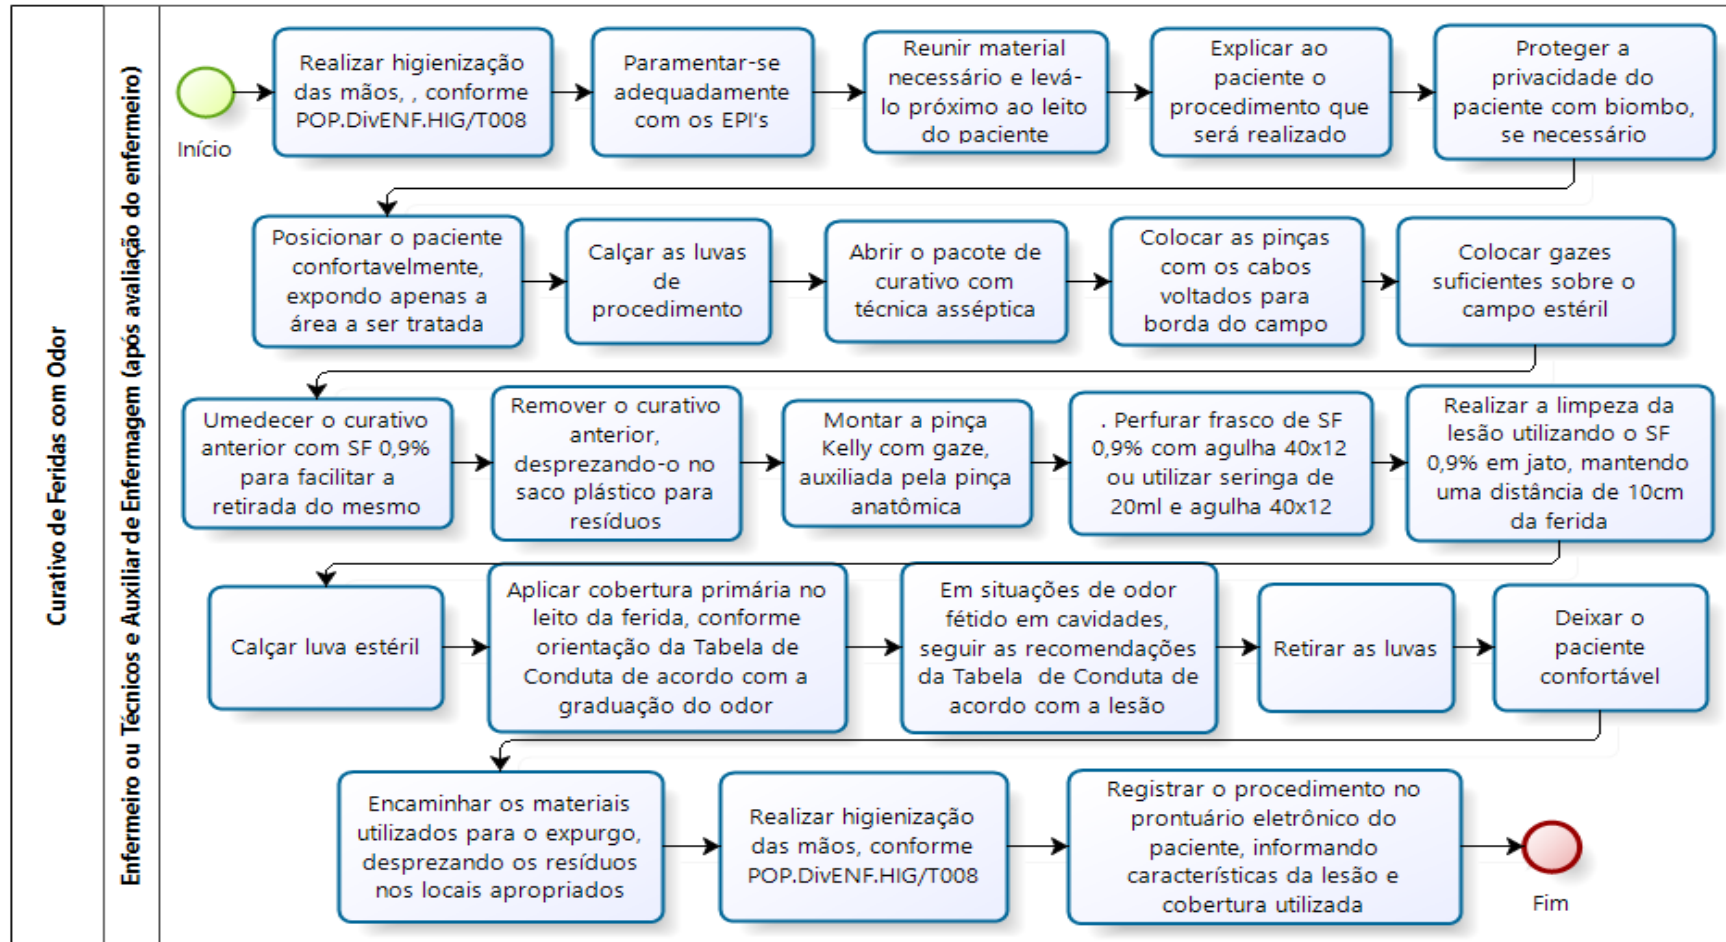 Curativo de Feridas com Odor
Enfermeiro ou Técnicos e Auxiliar de Enfermagem (após avaliação do enfermeiro)
Início
Realizar higienização
das mãos, , conforme
POP.DivENF.HIG/T008
Paramentar-se
adequadamente
com os EPI's
Reunir material
necessário e levá-
lo próximo ao leito
do paciente
Explicar ao
paciente o
procedimento que
será realizado
Proteger a
privacidade do
paciente com biombo,
se necessário
Posicionar o paciente
confortavelmente,
expondo apenas a
área a ser tratada
Calçar as luvas
de
procedimento
Abrir o pacote de
curativo com
técnica asséptica
Colocar as pinças
com os cabos
voltados para
borda do campo
Colocar gazes
suficientes sobre o
campo estéril
Umedecer o curativo
anterior com SF 0,9%
para facilitar a
retirada do mesmo
Remover o curativo
anterior,
desprezando-o no
saco plástico para
resíduos
Montar a pinça
Kelly com gaze,
auxiliada pela pinça
anatômica
. Perfurar frasco de SF
0,9% com agulha 40x12
ou utilizar seringa de
20ml e agulha 40x12
Realizar a limpeza da
lesão utilizando o SF
0,9% em jato, mantendo
uma distância de 10cm
da ferida
Calçar luva estéril
Aplicar cobertura primária no
leito da ferida, conforme
orientação da Tabela de
Conduta de acordo com a
graduação do odor
Em situações de odor
fétido em cavidades,
seguir as recomendações
da Tabela de Conduta de
acordo com a lesão
Retirar as luvas
Deixar o
paciente
confortável
Encaminhar os materiais
utilizados para o expurgo,
desprezando os resíduos
nos locais apropriados
Realizar higienização
das mãos, conforme
POP.DivENF.HIG/T008
Registrar o procedimento no
prontuário eletrônico do
paciente, informando
características da lesão e
cobertura utilizada
Fim